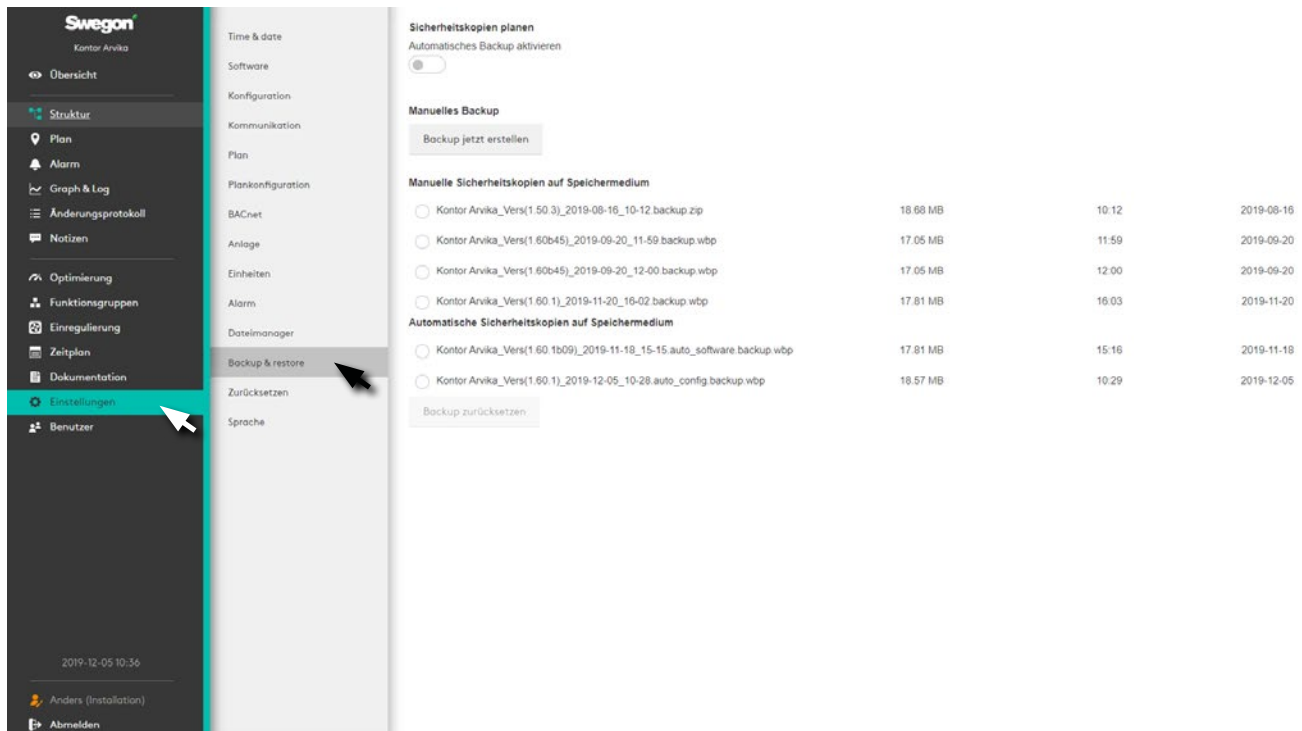 Swegon
Kontor Arvika
Übersicht
Struktur
Plan
Alarm
Graph & Log
Änderungsprotokoll
Notizen
Optimierung
Funktionsgruppen
Einregulierung
Zeitplan
Dokumentation
Einstellungen
Benutzer
2019-12-05 10:36
Anders (Installation)
Abmelden
Time & date
Software
Konfiguration
Kommunikation
Plan
Plankonfiguration
BACnet
Anlage
Einheiten
Alarm
Dateimanager
Backup & restore
Zurücksetzen
Sprache
Sicherheitskopien planen
Automatisches Backup aktivieren
Manuelles Backup
Backup jetzt erstellen
Manuelle Sicherheitskopien auf Speichermedium
Kontor Arvika_Vers(1.50.3)_2019-08-16_10-12.backup.zip 18.68 MB 10:12 2019-08-16
Kontor Arvika_Vers(1.60b45)_2019-09-20_11-59.backup.wbp 17.05 MB 11:59 2019-09-20
Kontor Arvika_Vers(1.60b45)_2019-09-20_12-00.backup.wbp 17.05 MB 12:00 2019-09-20
Kontor Arvika_Vers(1.60.1)_2019-11-20_16-02.backup.wbp 17.81 MB 16:03 2019-11-20
Automatische Sicherheitskopien auf Speichermedium
Kontor Arvika_Vers(1.60.1b09)_2019-11-18_15-15.auto_software.backup.wbp 17.81 MB 15:16 2019-11-18
Kontor Arvika_Vers(1.60.1)_2019-12-05_10-28.auto_config.backup.wbp 18.57 MB 10:29 2019-12-05
Backup zurücksetzen